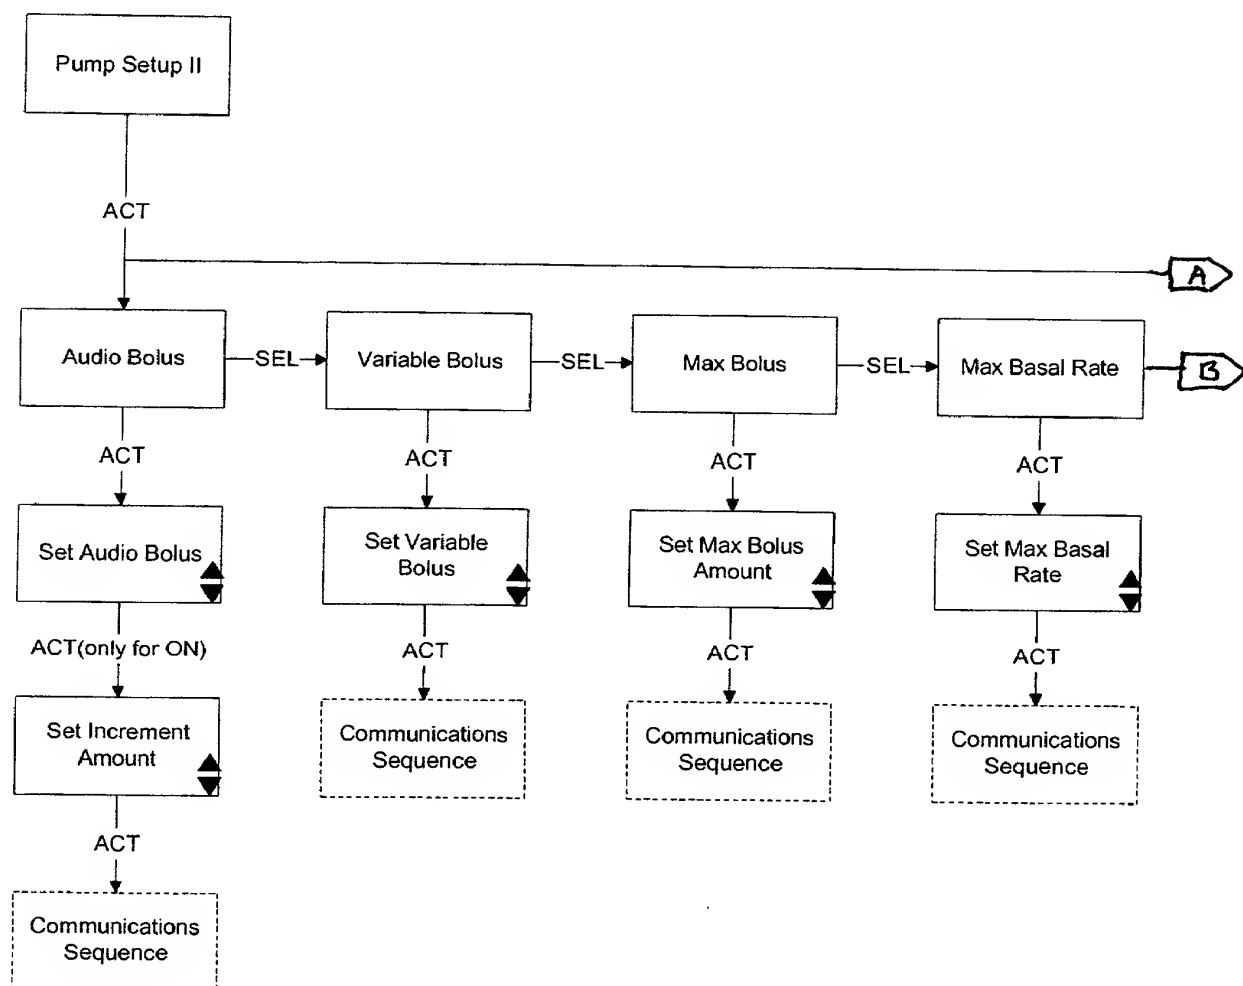 Pump Setup II
ACT
A
Audio Bolus
SEL
Variable Bolus
SEL
Max Bolus
SEL
Max Basal Rate
B
ACT
ACT
ACT
ACT
Set Audio Bolus
Set Variable
Bolus
Set Max Bolus
Amount
Set Max Basal
Rate
ACT(only for ON)
ACT
ACT
ACT
Set Increment
Amount
Communications
Sequence
Communications
Sequence
Communications
Sequence
ACT
Communications
Sequence